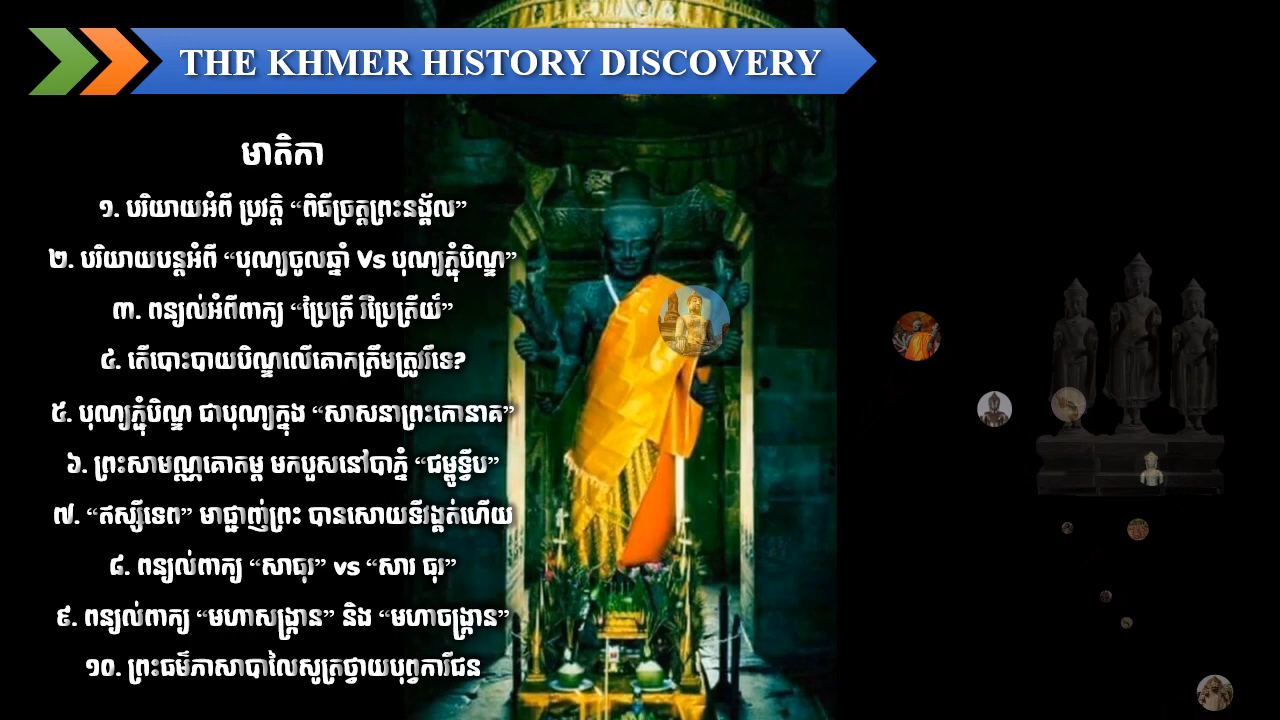 THE KHMER HISTORY DISCOVERY
មាតិកា
១. បរិយាយអំពី ប្រវត្តិ “ពិធីច្រត្តព្រះនង្គ័ល”
២. បរិយាយបន្តអំពី “បុណ្យចូលឆ្នាំ Vs បុណ្យភ្ជុំបិណ្ឌ”
៣. ពន្យល់អំពីពាក្យ “ប្រៃត្រី រឺប្រៃត្រីយ៍”
៤. តើបោះបាយបិណ្ឌលើគោកត្រឹមត្រូវរឺទេ?
៥. បុណ្យភ្ជុំបិណ្ឌ ជាបុណ្យក្នុង “សាសនាព្រះកោនាគ”
៦. ព្រះសាមណ្ណគោតម្ត មកបួសនៅបាភ្នំ “ជម្ពូទ្វីប”
៧. “ឥស្សីទេព” មាផ្ចាញ់ព្រះ បានសោយទីវង្គត់ហើយ
៨. ពន្យល់ពាក្យ “សាធុរ” vs “សារ ធុរ”
៩. ពន្យល់ពាក្យ “មហាសង្ក្រាន” និង “មហាចង្ក្រាន”
១០. ព្រះធម៌ភាសាបាលៃសូត្រថ្វាយបុព្វការីជន